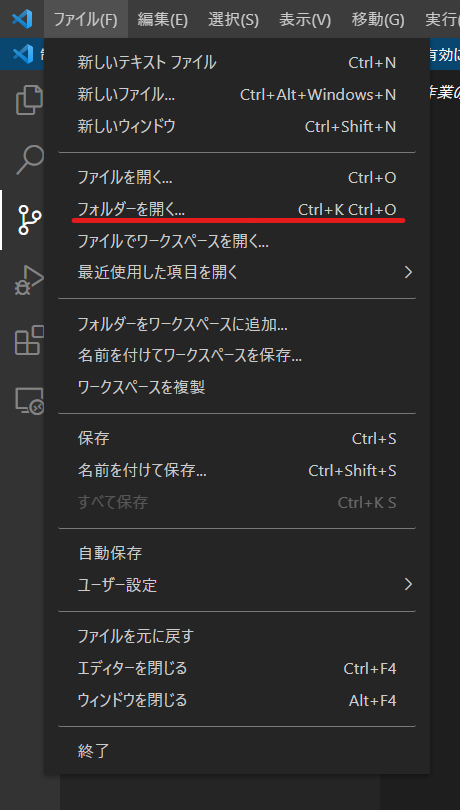 ファイル(F) 編集(E) 選択(S) 表示(V) 移動(G) 実行
有効に
作業の
新しいテキスト ファイル Ctrl+N
新しいファイル... Ctrl+Alt+Windows+N
新しいウィンドウ Ctrl+Shift+N
ファイルを開く... Ctrl+O
フォルダーを開く... Ctrl+K Ctrl+O
ファイルでワークスペースを開く...
最近使用した項目を開く
フォルダーをワークスペースに追加...
名前を付けてワークスペースを保存...
ワークスペースを複製
保存 Ctrl+S
名前を付けて保存... Ctrl+Shift+S
すべて保存 Ctrl+K S
自動保存
ユーザー設定
ファイルを元に戻す
エディターを閉じる Ctrl+F4
ウィンドウを閉じる Alt+F4
終了